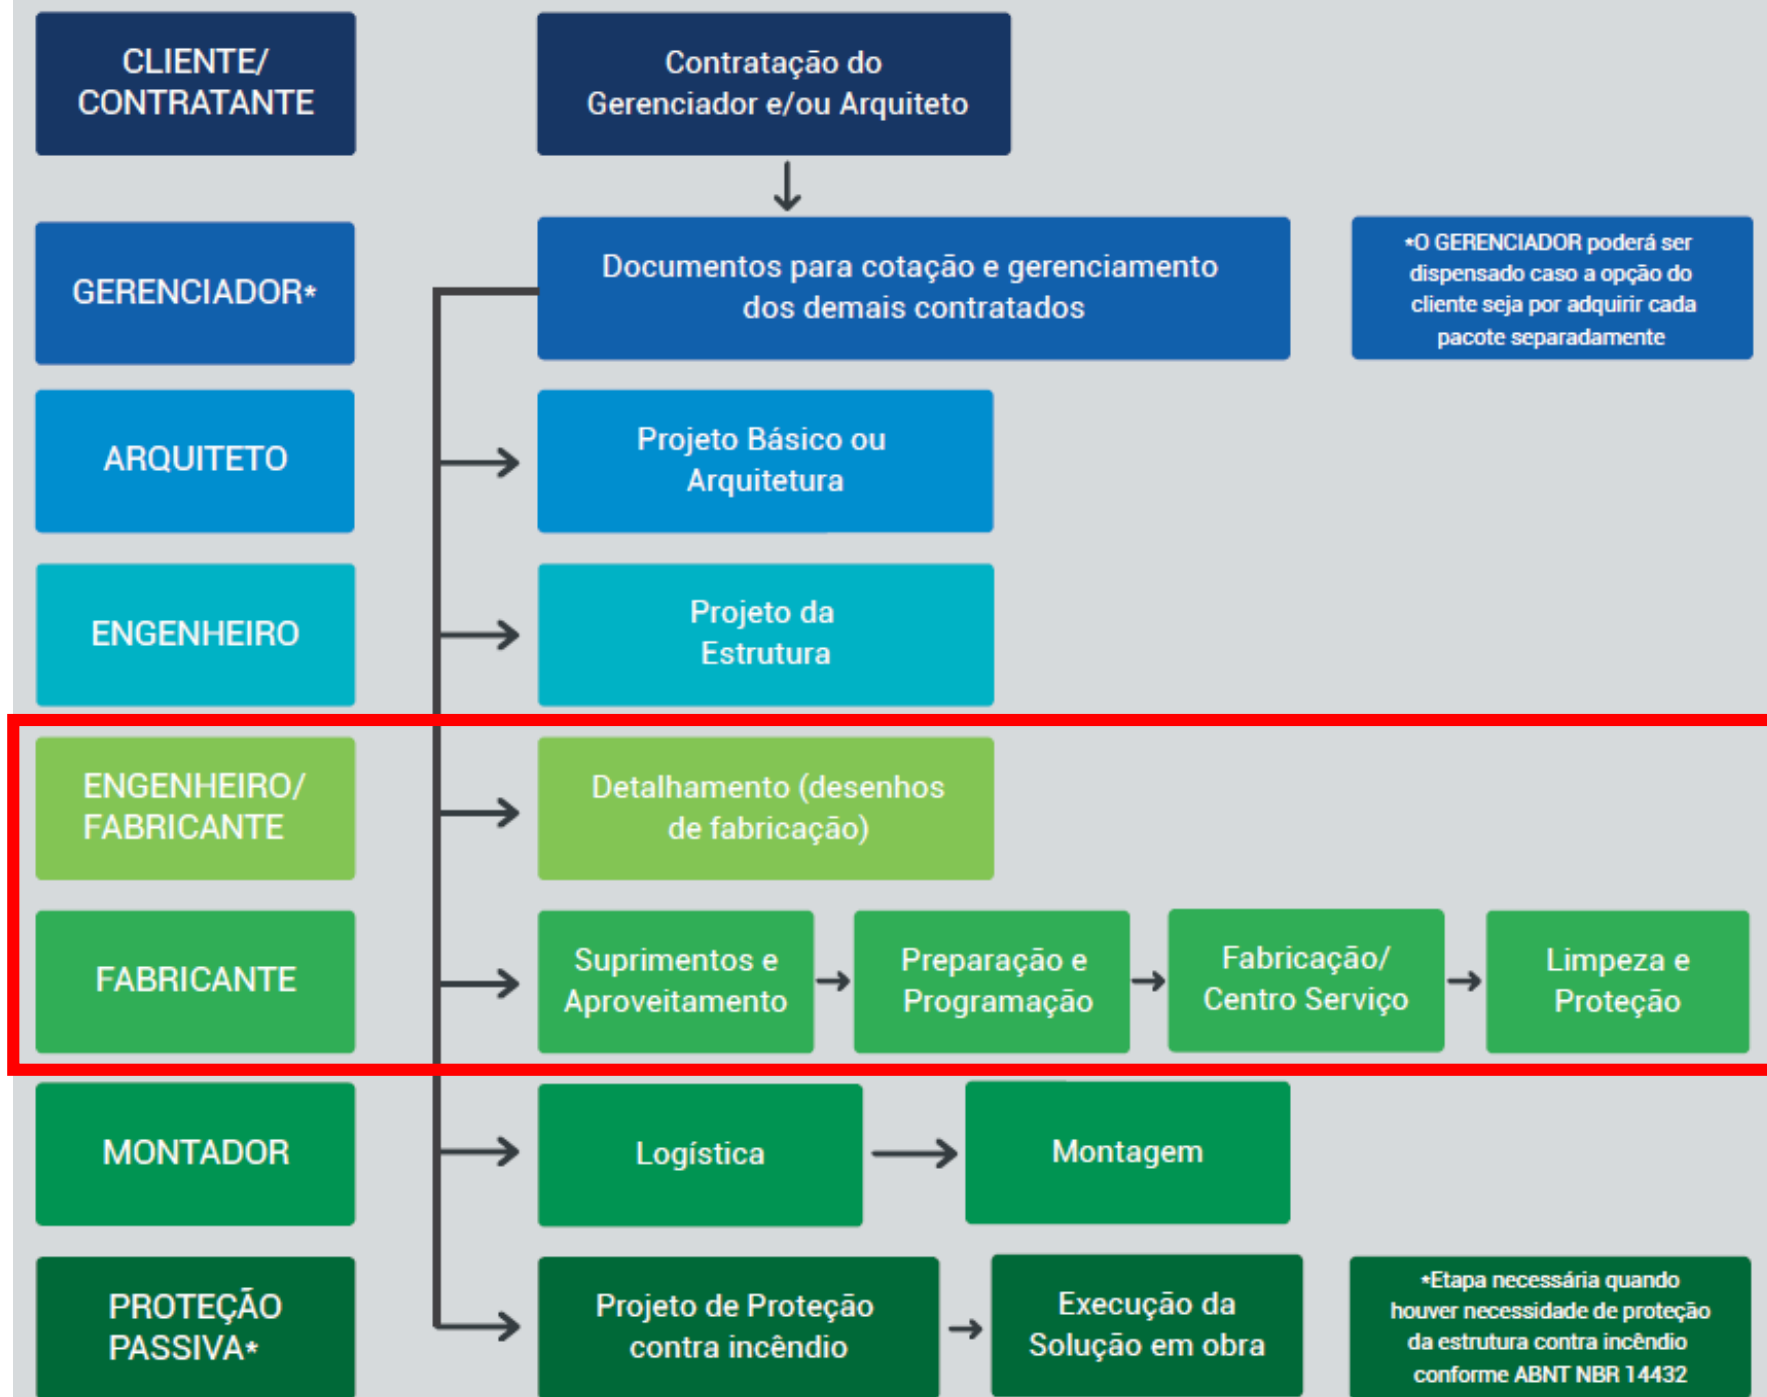 CLIENTE/
CONTRATANTE
Contratação do
Gerenciador e/ou Arquiteto
GERENCIADOR*
Documentos para cotação e gerenciamento
dos demais contratados
*O GERENCIADOR poderá ser
dispensado caso a opção do
cliente seja por adquirir cada
pacote separadamente
ARQUITETO
Projeto Básico ou
Arquitetura
ENGENHEIRO
Projeto da
Estrutura
ENGENHEIRO/
FABRICANTE
Detalhamento (desenhos
de fabricação)
FABRICANTE
Suprimentos e
Aproveitamento
Preparação e
Programação
Fabricação/
Centro Serviço
Limpeza e
Proteção
MONTADOR
Logística
Montagem
PROTEÇÃO
PASSIVA*
Projeto de Proteção
contra incêndio
Execução da
Solução em obra
*Etapa necessária quando
houver necessidade de proteção
da estrutura contra incêndio
conforme ABNT NBR 14432